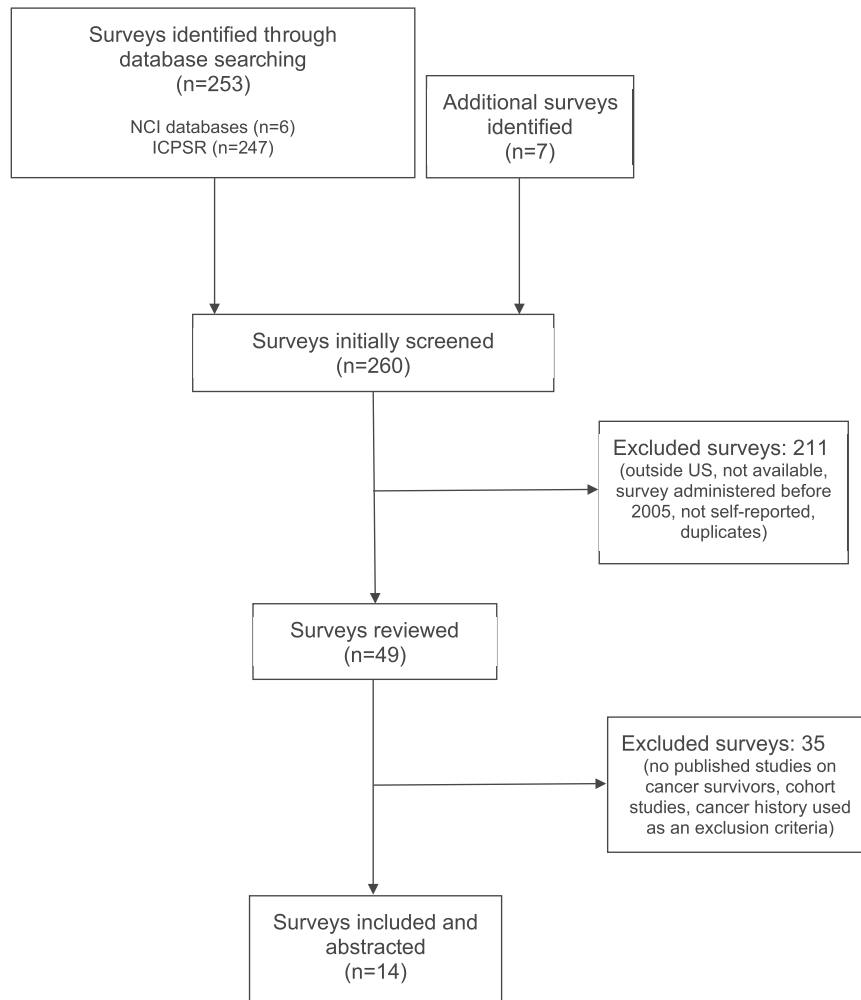 Surveys identified through
database searching
(n=253)
NCI databases (n=6)
ICPSR (n=247)
Additional surveys
identified
(n=7)
Surveys initially screened
(n=260)
Excluded surveys: 211
(outside US, not available,
survey administered before
2005, not self-reported,
duplicates)
Surveys reviewed
(n=49)
Excluded surveys: 35
(no published studies on
cancer survivors, cohort
studies, cancer history used
as an exclusion criteria)
Surveys included and
abstracted
(n=14)